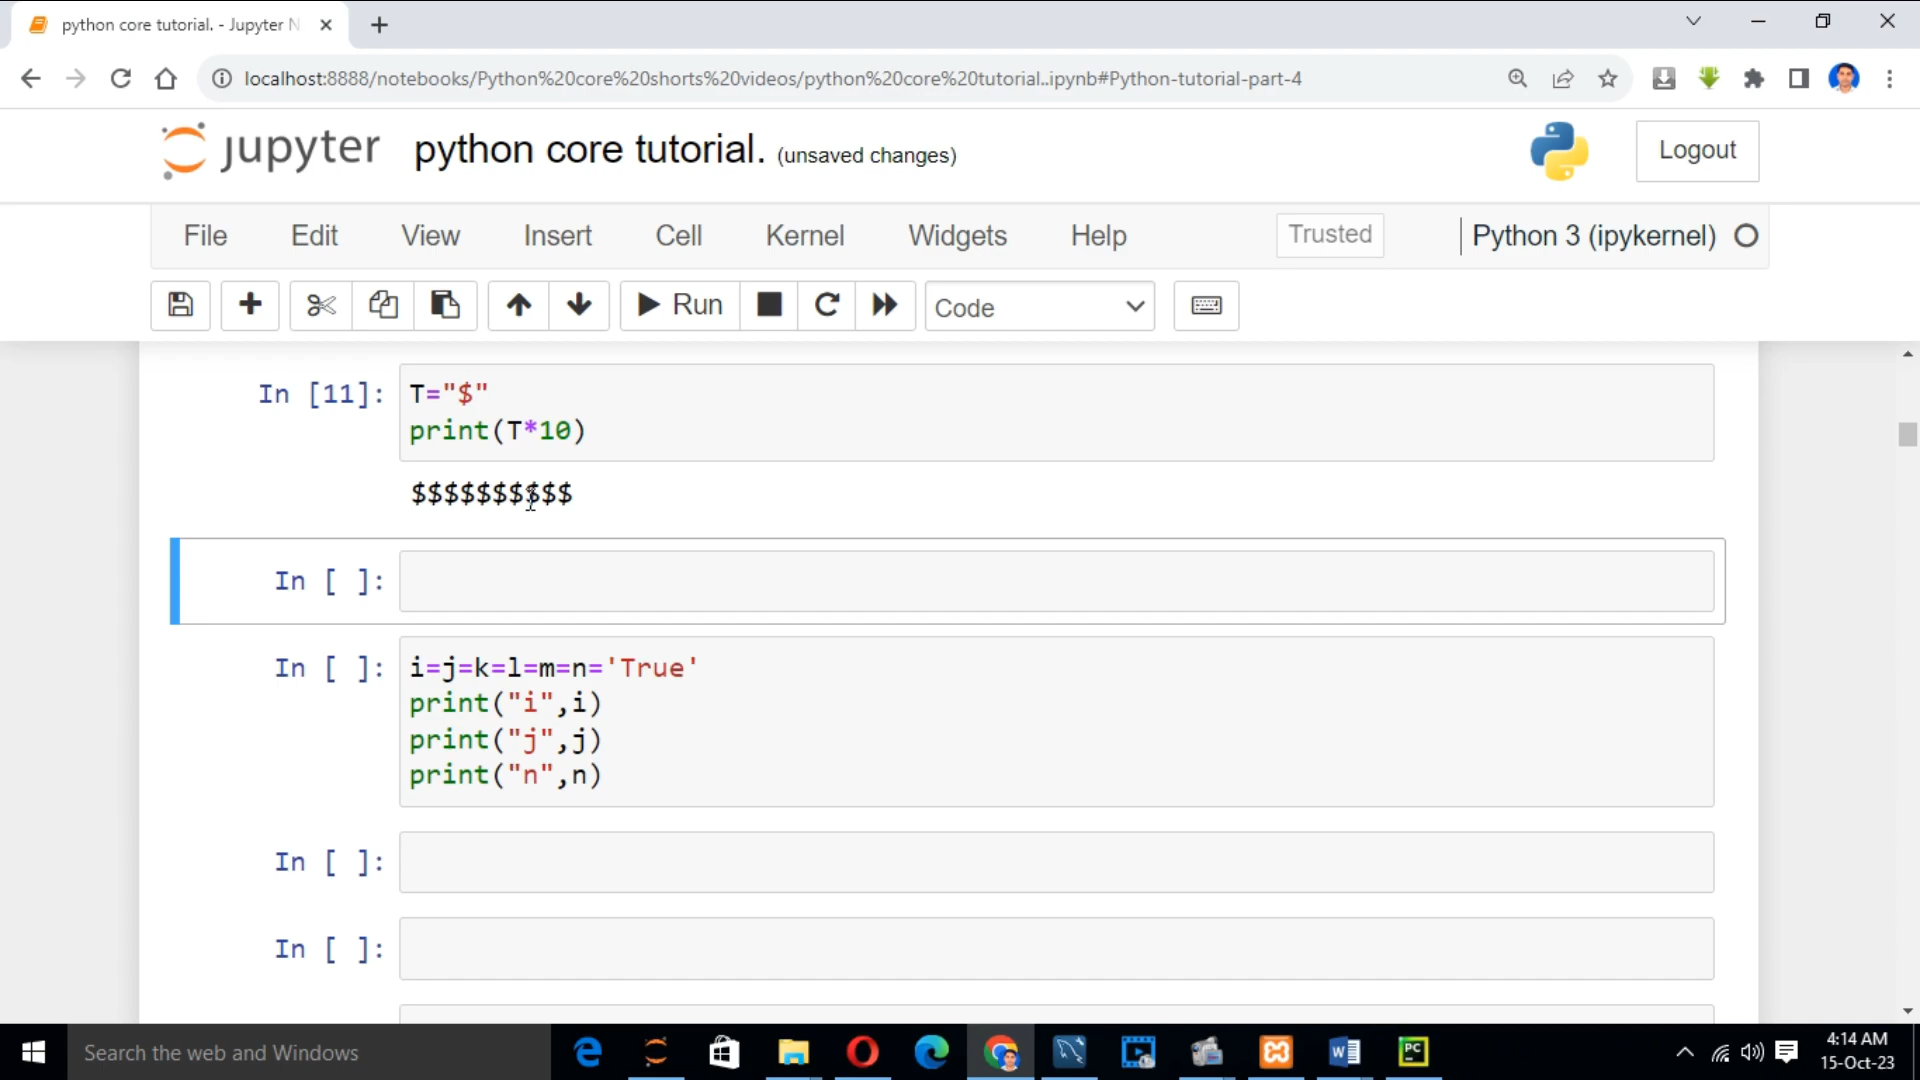 python core tutorial. - Jupyter N
localhost:8888/notebooks/Python%20core%20shorts%20videos/python%20core%20tutorial..ipynb#Python-tutorial-part-4
jupyter python core tutorial. (unsaved changes)
Logout
File Edit View Insert Cell Kernel Widgets Help
Trusted
Python 3 (ipykernel)
Run
Code
In [11]: T="$"
print(T*10)
$$$$$$$$$$
In [ ]:
In [ ]: i=j=k=l=m=n='True'
print("i",i)
print("j",j)
print("n",n)
In [ ]:
In [ ]:
Search the web and Windows
PC
4:14 AM
15-Oct-23